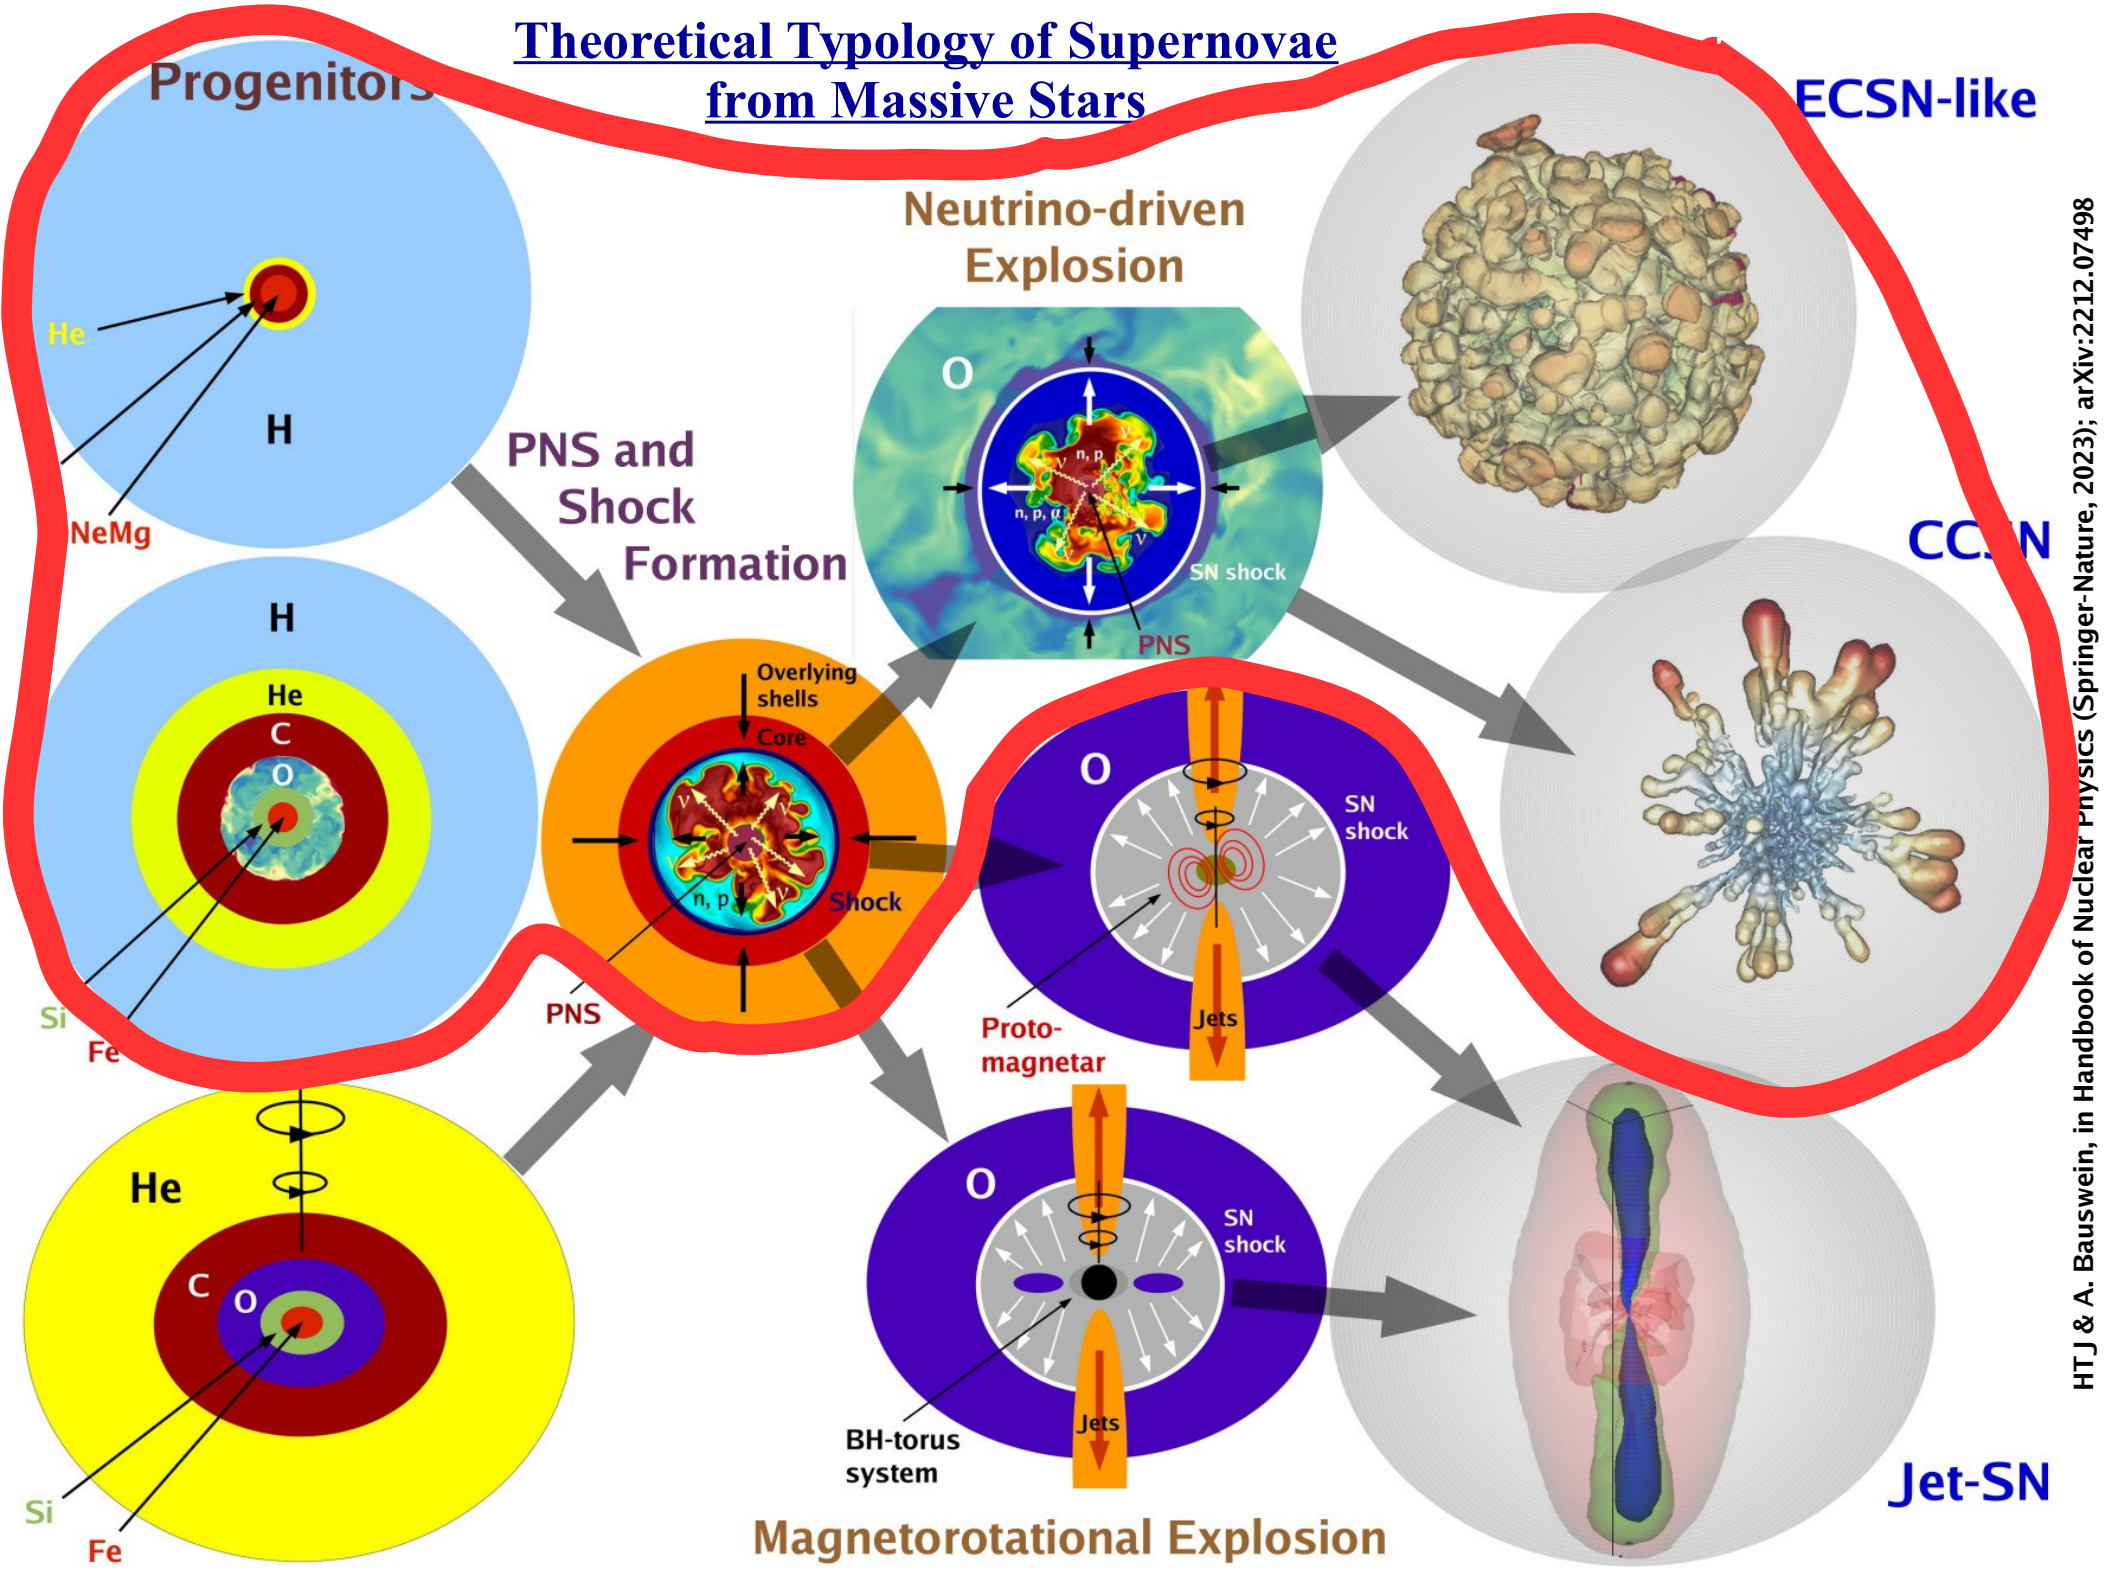 Theoretical Typology of Supernovae
from Massive Stars
Progenitors
He
H
NeMg
PNS and
Shock
Formation
Neutrino-driven
Explosion
O
n, p
ν
ν
n, p, α
ν
ν
SN shock
PNS
ECSN-like
CCSN
H
He
C
O
Si
Fe
Overlying
shells
Core
ν
ν
ν
ν
n, p
Shock
PNS
O
SN
shock
Proto-
magnetar
Jets
He
C
O
Si
Fe
O
SN
shock
BH-torus
system
Jets
Magnetorotational Explosion
Jet-SN
HTJ & A. Bauswein, in Handbook of Nuclear Physics (Springer-Nature, 2023); arXiv:2212.07498